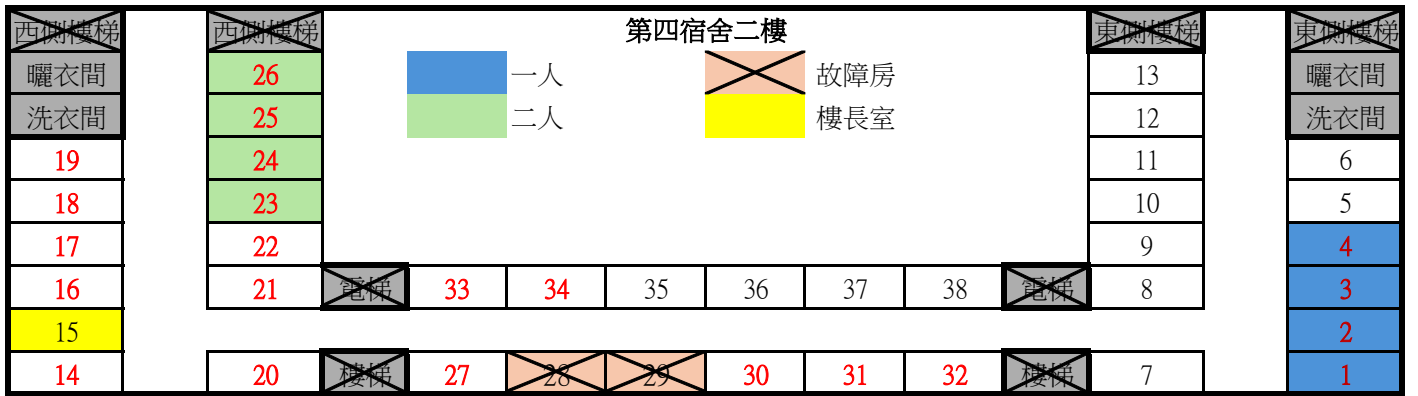 西側樓梯 西側樓梯 第四宿舍二樓 東側樓梯 東側樓梯
曬衣間 26 一人 故障房 13 曬衣間
洗衣間 25 二人 樓長室 12 洗衣間
19 24 11 6
18 23 10 5
17 22 9 4
16 21 電梯 33 34 35 36 37 38 電梯 8 3
15 2
14 20 樓梯 27 28 29 30 31 32 樓梯 7 1